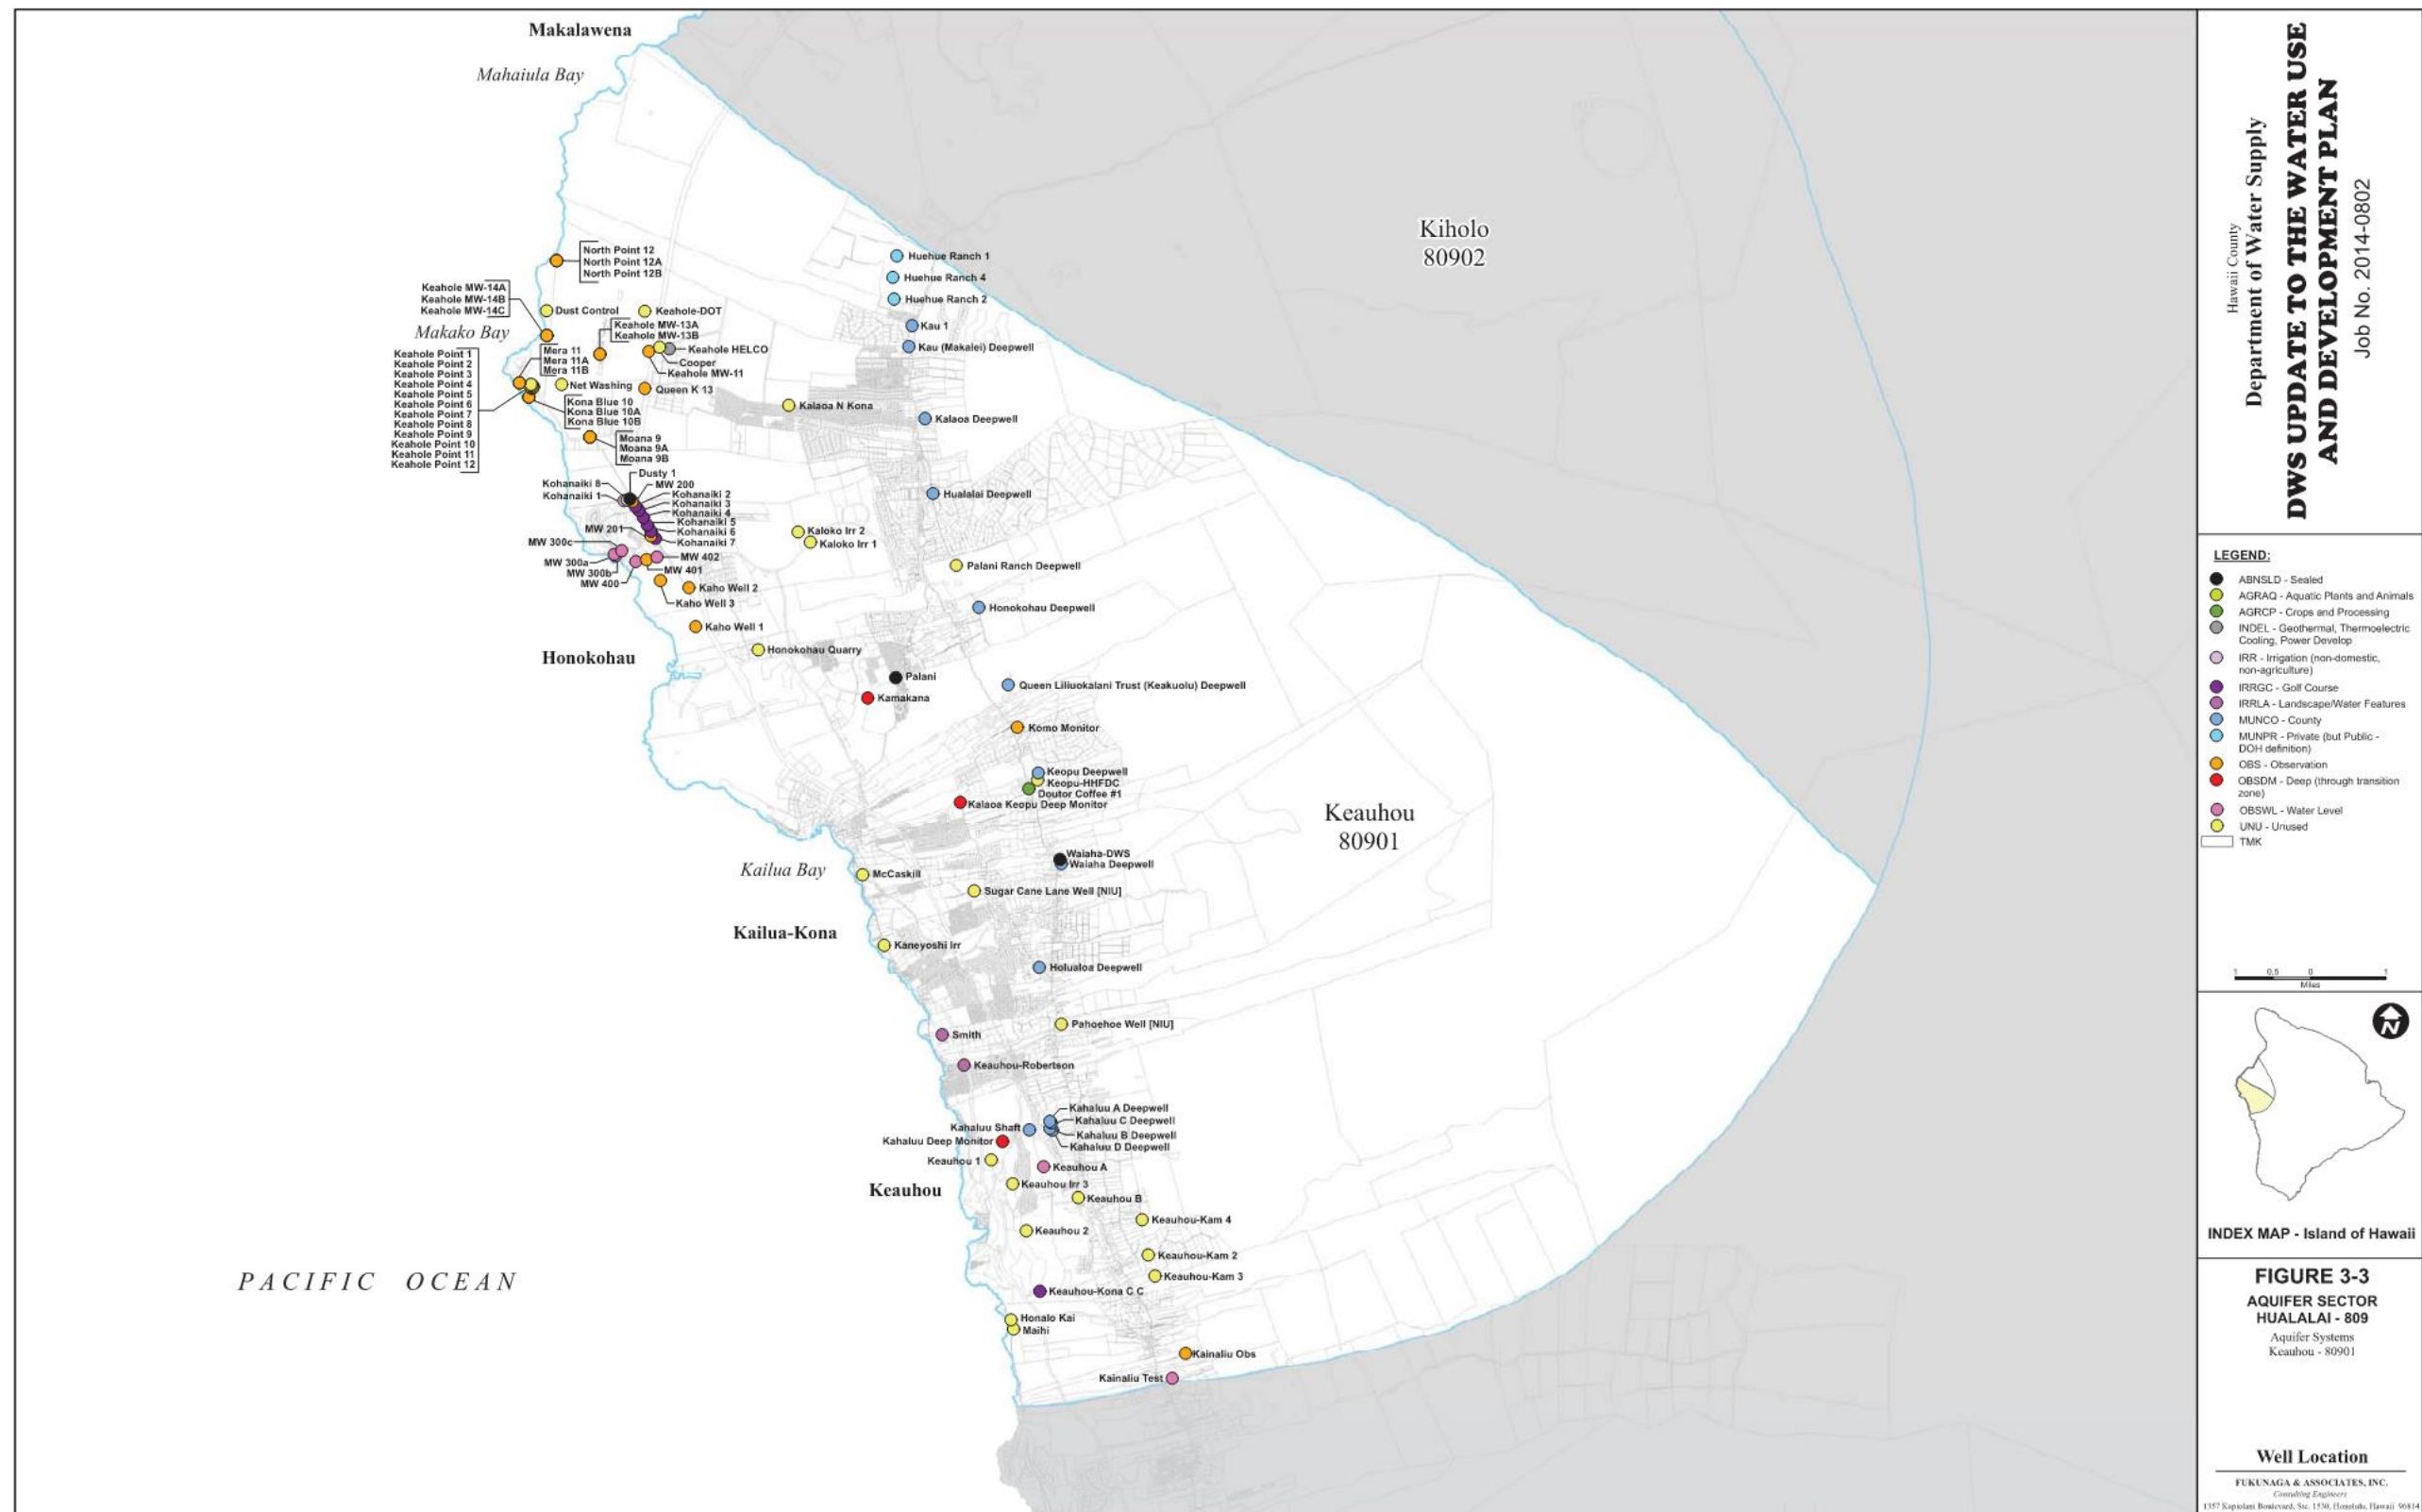 Makalawena
Mahaiula Bay
Kiholo
80902
North Point 12
North Point 12A
North Point 12B
Huehue Ranch 1
Huehue Ranch 4
Huehue Ranch 2
Keahole MW-14A
Keahole MW-14B
Keahole MW-14C
Dust Control
Keahole-DOT
Makako Bay
Keahole MW-13A
Keahole MW-13B
Kau 1
Kau (Makalei) Deepwell
Keahole HELCO
Cooper
Keahole MW-11
Mera 11
Mera 11A
Mera 11B
Keahole Point 1
Keahole Point 2
Keahole Point 3
Keahole Point 4
Keahole Point 5
Keahole Point 6
Keahole Point 7
Keahole Point 8
Keahole Point 9
Keahole Point 10
Keahole Point 11
Keahole Point 12
Net Washing
Queen K 13
Kona Blue 10
Kona Blue 10A
Kona Blue 10B
Kalaoa N Kona
Kalaoa Deepwell
Moana 9
Moana 9A
Moana 9B
Dusty 1
Kohanaiki 8
MW 200
Kohanaiki 1
Kohanaiki 2
Kohanaiki 3
Kohanaiki 4
Kohanaiki 5
MW 201
Kohanaiki 6
Kohanaiki 7
Hualalai Deepwell
Kaloko Irr 2
Kaloko Irr 1
MW 300c
MW 300a
MW 300b
MW 400
MW 402
MW 401
Palani Ranch Deepwell
Kaho Well 2
Kaho Well 3
Honokohau Deepwell
Kaho Well 1
Honokohau
Honokohau Quarry
Palani
Kamakana
Queen Liliuokalani Trust (Keakuolu) Deepwell
Komo Monitor
Keopu Deepwell
Keopu-HHFDC
Doutor Coffee #1
Kalaoa Keopu Deep Monitor
Keauhou
80901
Waiaha-DWS
Waiaha Deepwell
Kailua Bay
McCaskill
Sugar Cane Lane Well [NIU]
Kailua-Kona
Kaneyoshi Irr
Holualoa Deepwell
Pahoehoe Well [NIU]
Smith
Keauhou-Robertson
Kahaluu A Deepwell
Kahaluu C Deepwell
Kahaluu Shaft
Kahaluu B Deepwell
Kahaluu Deep Monitor
Kahaluu D Deepwell
Keauhou 1
Keauhou A
Keauhou
Keauhou Irr 3
Keauhou B
Keauhou-Kam 4
Keauhou 2
Keauhou-Kam 2
Keauhou-Kam 3
PACIFIC OCEAN
Keauhou-Kona C C
Honalo Kai
Maihi
Kainaliu Obs
Kainaliu Test
Hawaii County
Department of Water Supply
DWS UPDATE TO THE WATER USE
AND DEVELOPMENT PLAN
Job No. 2014-0802
LEGEND:
ABNSLD - Sealed
AGRAQ - Aquatic Plants and Animals
AGRCP - Crops and Processing
INDEL - Geothermal, Thermoelectric
Cooling, Power Develop
IRR - Irrigation (non-domestic,
non-agriculture)
IRRGC - Golf Course
IRRLA - Landscape/Water Features
MUNCO - County
MUNPR - Private (but Public -
DOH definition)
OBS - Observation
OBSDM - Deep (through transition
zone)
OBSWL - Water Level
UNU - Unused
TMK
1 0.5 0 1
Miles
N
INDEX MAP - Island of Hawaii
FIGURE 3-3
AQUIFER SECTOR
HUALALAI - 809
Aquifer Systems
Keauhou - 80901
Well Location
FUKUNAGA & ASSOCIATES, INC.
Consulting Engineers
1357 Kapiolani Boulevard, Ste. 1530, Honolulu, Hawaii 96814